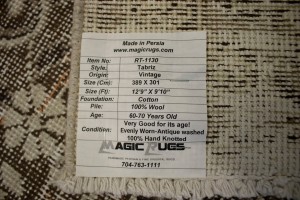 Made in Persia
www.magicrugs.com
Item No: RT-1130
Style: Tabriz
Origin: Vintage
Size (Cm): 389 X 301
Size (Ft): 12'9" X 9'10"
Foundation: Cotton
Pile: 100% Wool
Age: 60-70 Years Old
Condition: Very Good for its age!
Evenly Worn-Antique washed
100% Hand Knotted
MAGIC RUGS
704-763-1111